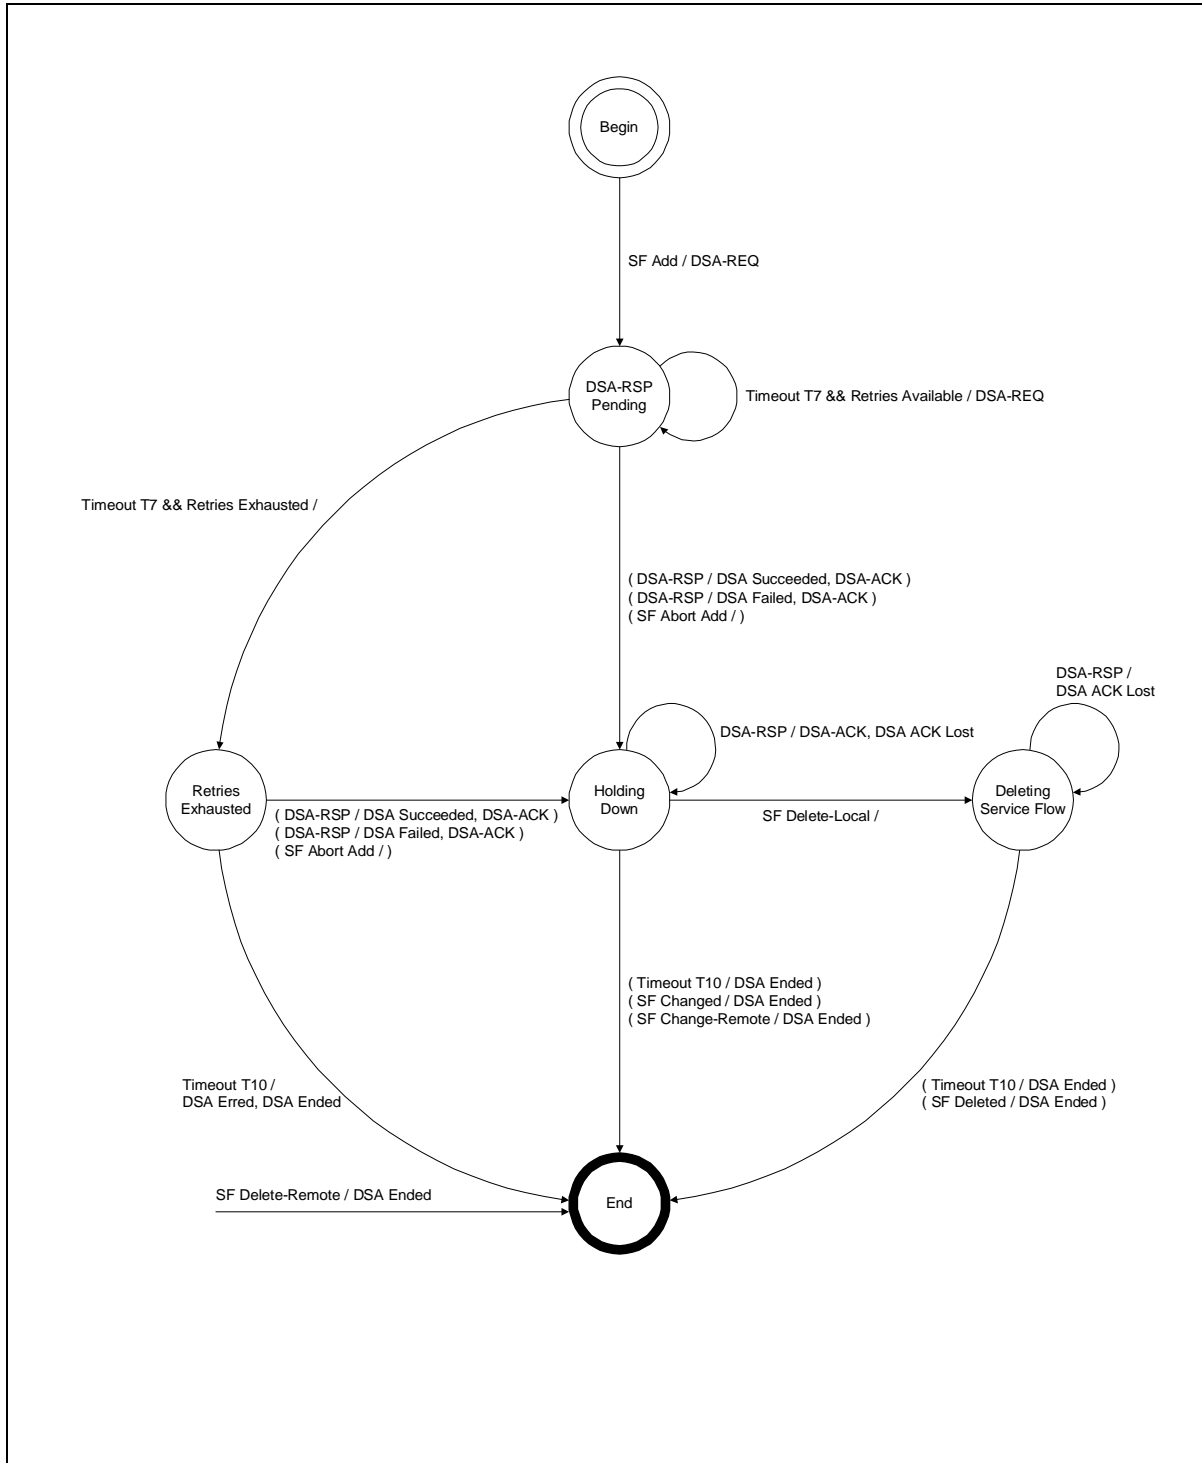 Begin
SF Add / DSA-REQ
DSA-RSP
Pending
Timeout T7 && Retries Available / DSA-REQ
Timeout T7 && Retries Exhausted /
( DSA-RSP / DSA Succeeded, DSA-ACK )
( DSA-RSP / DSA Failed, DSA-ACK )
( SF Abort Add / )
DSA-RSP /
DSA ACK Lost
DSA-RSP / DSA-ACK, DSA ACK Lost
Retries
Exhausted
( DSA-RSP / DSA Succeeded, DSA-ACK )
( DSA-RSP / DSA Failed, DSA-ACK )
( SF Abort Add / )
Holding
Down
SF Delete-Local /
Deleting
Service Flow
( Timeout T10 / DSA Ended )
( SF Changed / DSA Ended )
( SF Change-Remote / DSA Ended )
Timeout T10 /
DSA Erred, DSA Ended
( Timeout T10 / DSA Ended )
( SF Deleted / DSA Ended )
SF Delete-Remote / DSA Ended
End